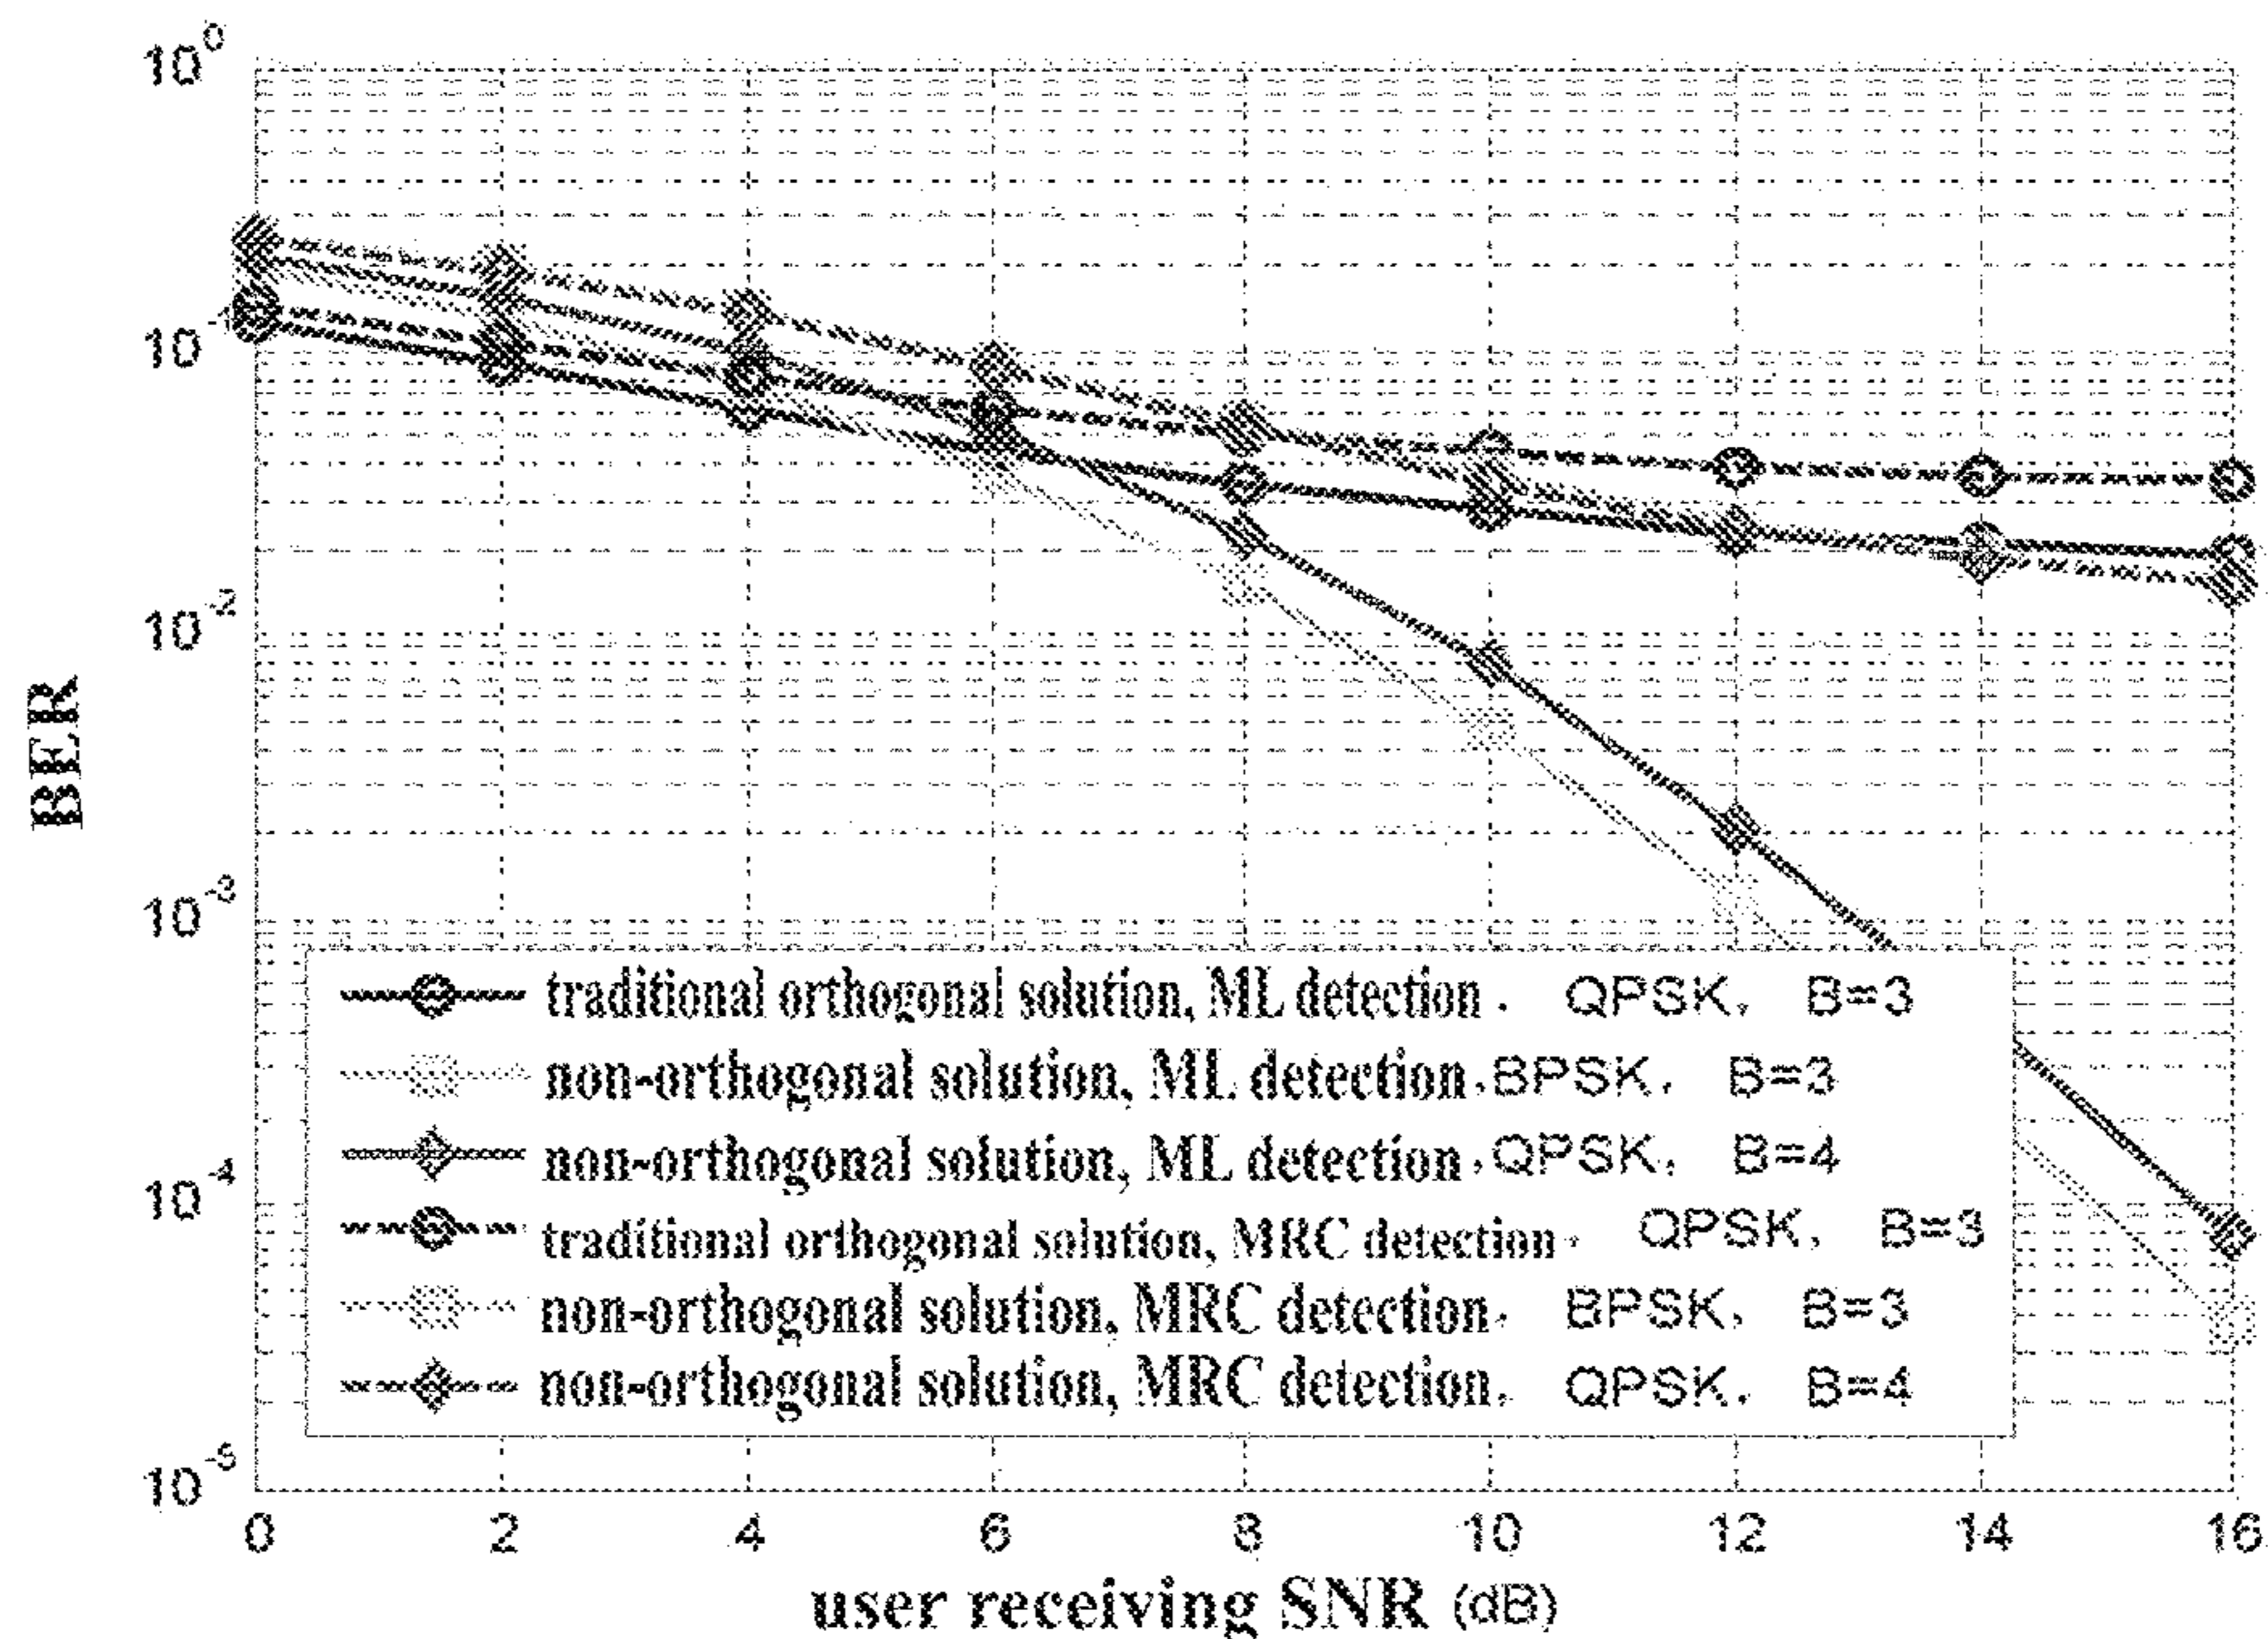 10^0
10^-1
10^-2
10^-3
10^-4
10^-5
BER
traditional orthogonal solution, ML detection, QPSK, B=3
non-orthogonal solution, ML detection, BPSK, B=3
non-orthogonal solution, ML detection, QPSK, B=4
traditional orthogonal solution, MRC detection, QPSK, B=3
non-orthogonal solution, MRC detection, BPSK, B=3
non-orthogonal solution, MRC detection, QPSK, B=4
0 2 4 6 8 10 12 14 16
user receiving SNR (dB)